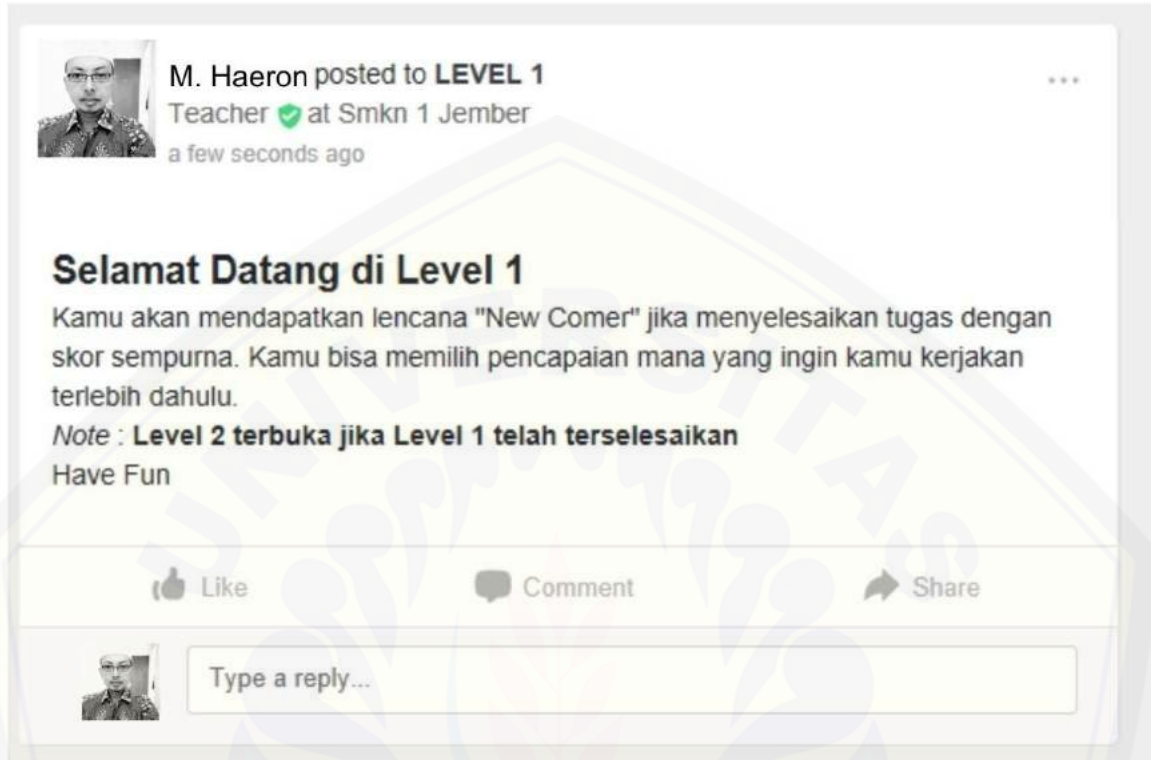 M. Haeron posted to LEVEL 1
Teacher at Smkn 1 Jember
a few seconds ago
Selamat Datang di Level 1
Kamu akan mendapatkan lencana "New Comer" jika menyelesaikan tugas dengan
skor sempurna. Kamu bisa memilih pencapaian mana yang ingin kamu kerjakan
terlebih dahulu.
Note : Level 2 terbuka jika Level 1 telah terselesaikan
Have Fun
Like Comment Share
Type a reply...
UNIVERSITAS